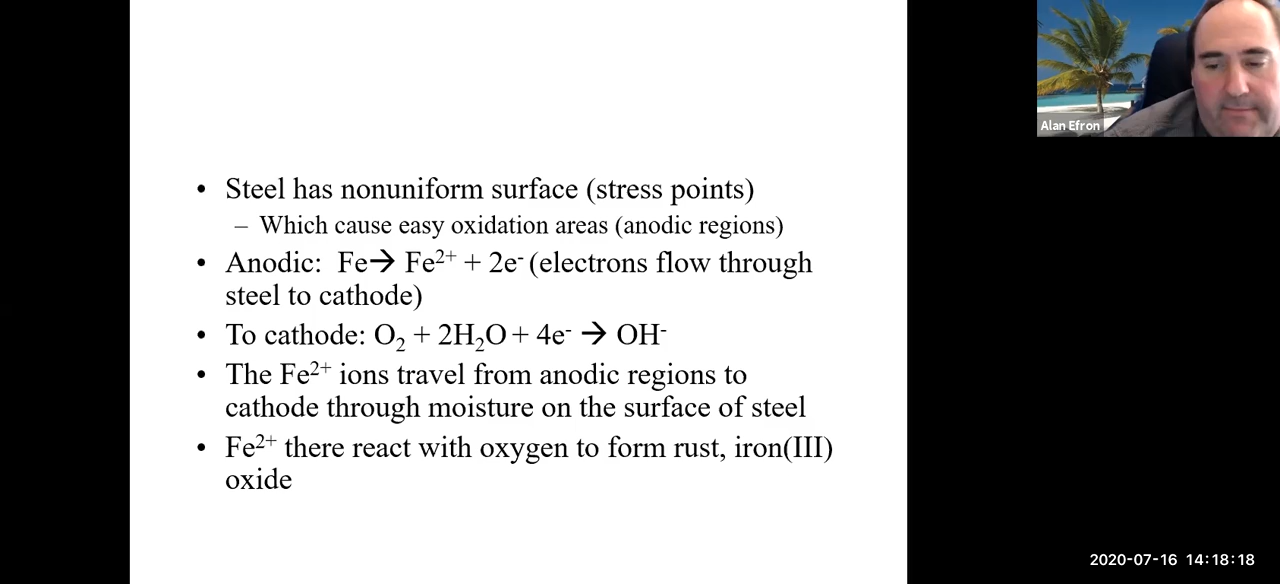 • Steel has nonuniform surface (stress points)
– Which cause easy oxidation areas (anodic regions)
• Anodic: Fe→ Fe²⁺ + 2e⁻ (electrons flow through
steel to cathode)
• To cathode: O₂ + 2H₂O + 4e⁻ → OH⁻
• The Fe²⁺ ions travel from anodic regions to
cathode through moisture on the surface of steel
• Fe²⁺ there react with oxygen to form rust, iron(III)
oxide
Alan Efron
2020-07-16 14:18:18